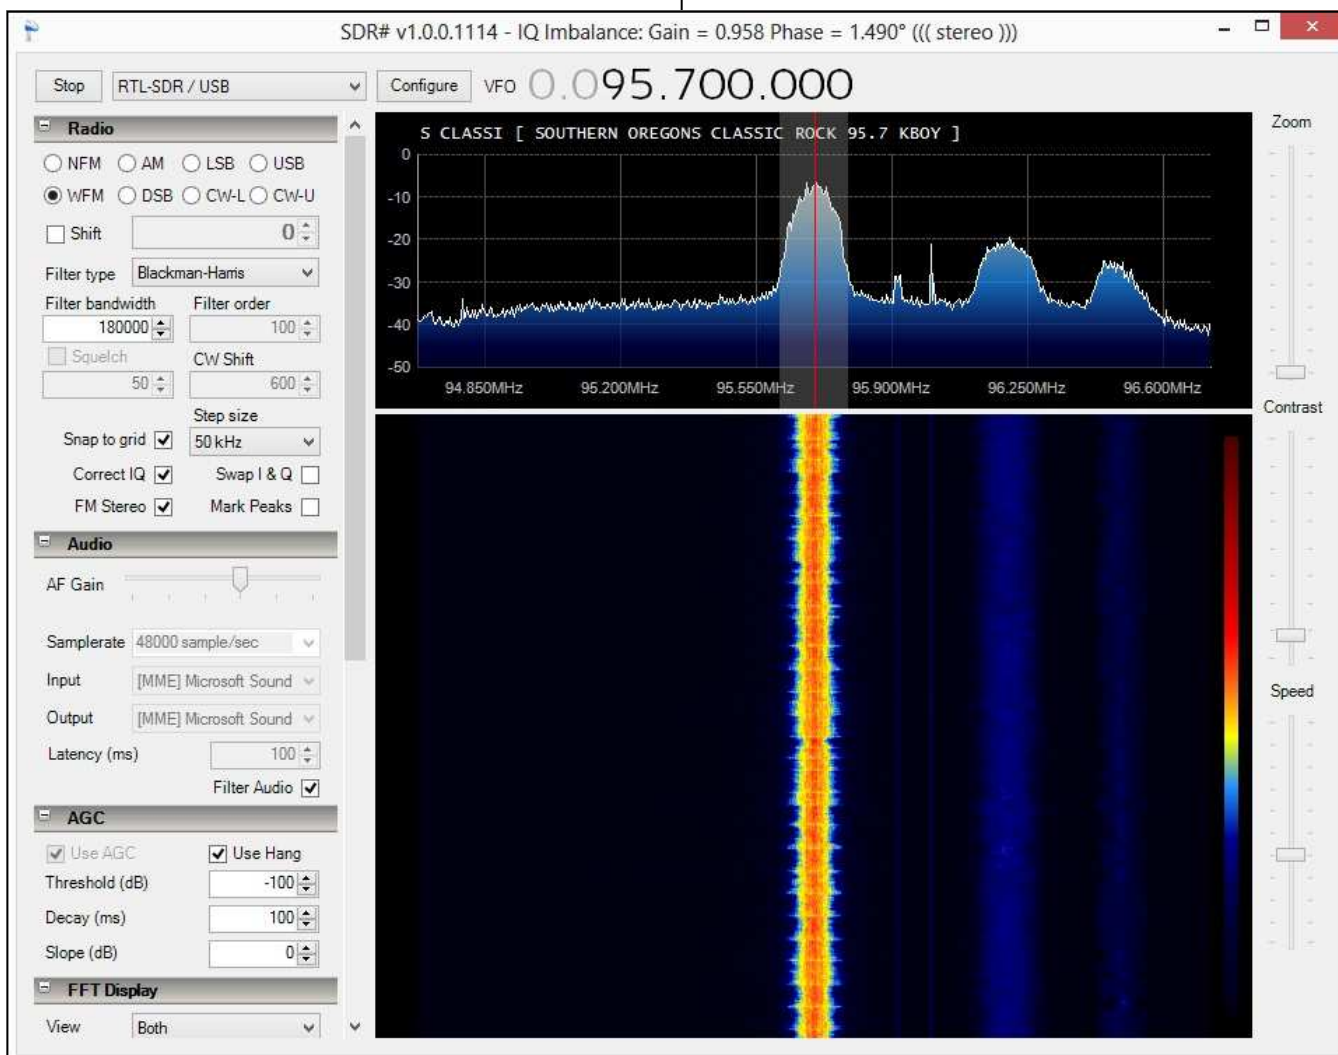 SDR# v1.0.0.1114 - IQ Imbalance: Gain = 0.958 Phase = 1.490° ((( stereo )))
Stop RTL-SDR / USB Configure VFO 0.095.700.000
Radio
NFM AM LSB USB
WFM DSB CW-L CW-U
Shift 0
Filter type Blackman-Harris
Filter bandwidth Filter order
180000 100
Squelch CW Shift
50 600
Step size
Snap to grid 50 kHz
Correct IQ Swap I & Q
FM Stereo Mark Peaks
Audio
AF Gain
Samplerate 48000 sample/sec
Input [MME] Microsoft Sound
Output [MME] Microsoft Sound
Latency (ms) 100
Filter Audio
AGC
Use AGC Use Hang
Threshold (dB) -100
Decay (ms) 100
Slope (dB) 0
FFT Display
View Both
S CLASSI [ SOUTHERN OREGONS CLASSIC ROCK 95.7 KBOY ]
0
-10
-20
-30
-40
-50
94.850MHz 95.200MHz 95.550MHz 95.900MHz 96.250MHz 96.600MHz
Zoom
Contrast
Speed